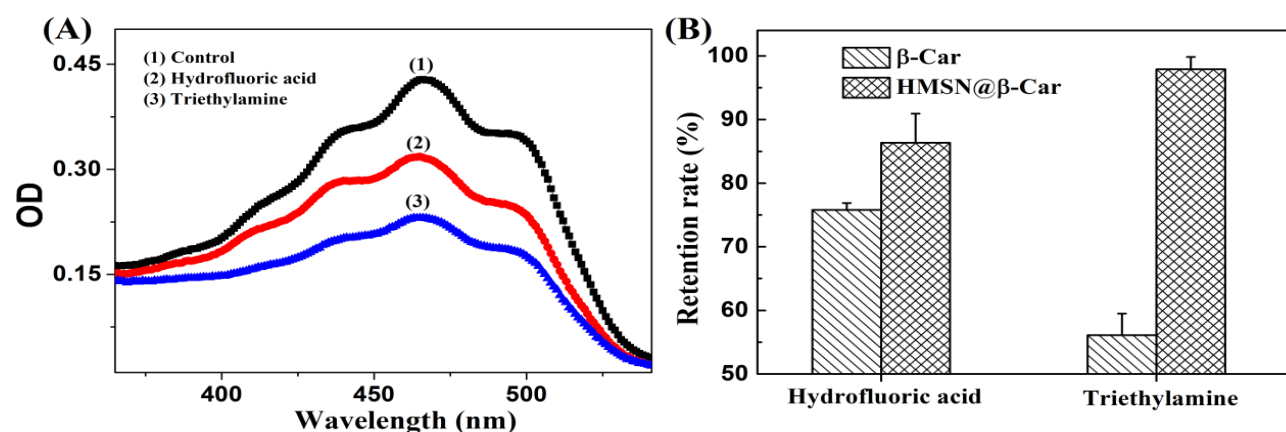 (A)
(1) Control
(2) Hydrofluoric acid
(3) Triethylamine
(1)
(2)
(3)
0.45
0.30
0.15
OD
400 450 500
Wavelength (nm)
(B)
β-Car
HMSN@β-Car
100
90
80
70
60
50
Retention rate (%)
Hydrofluoric acid Triethylamine